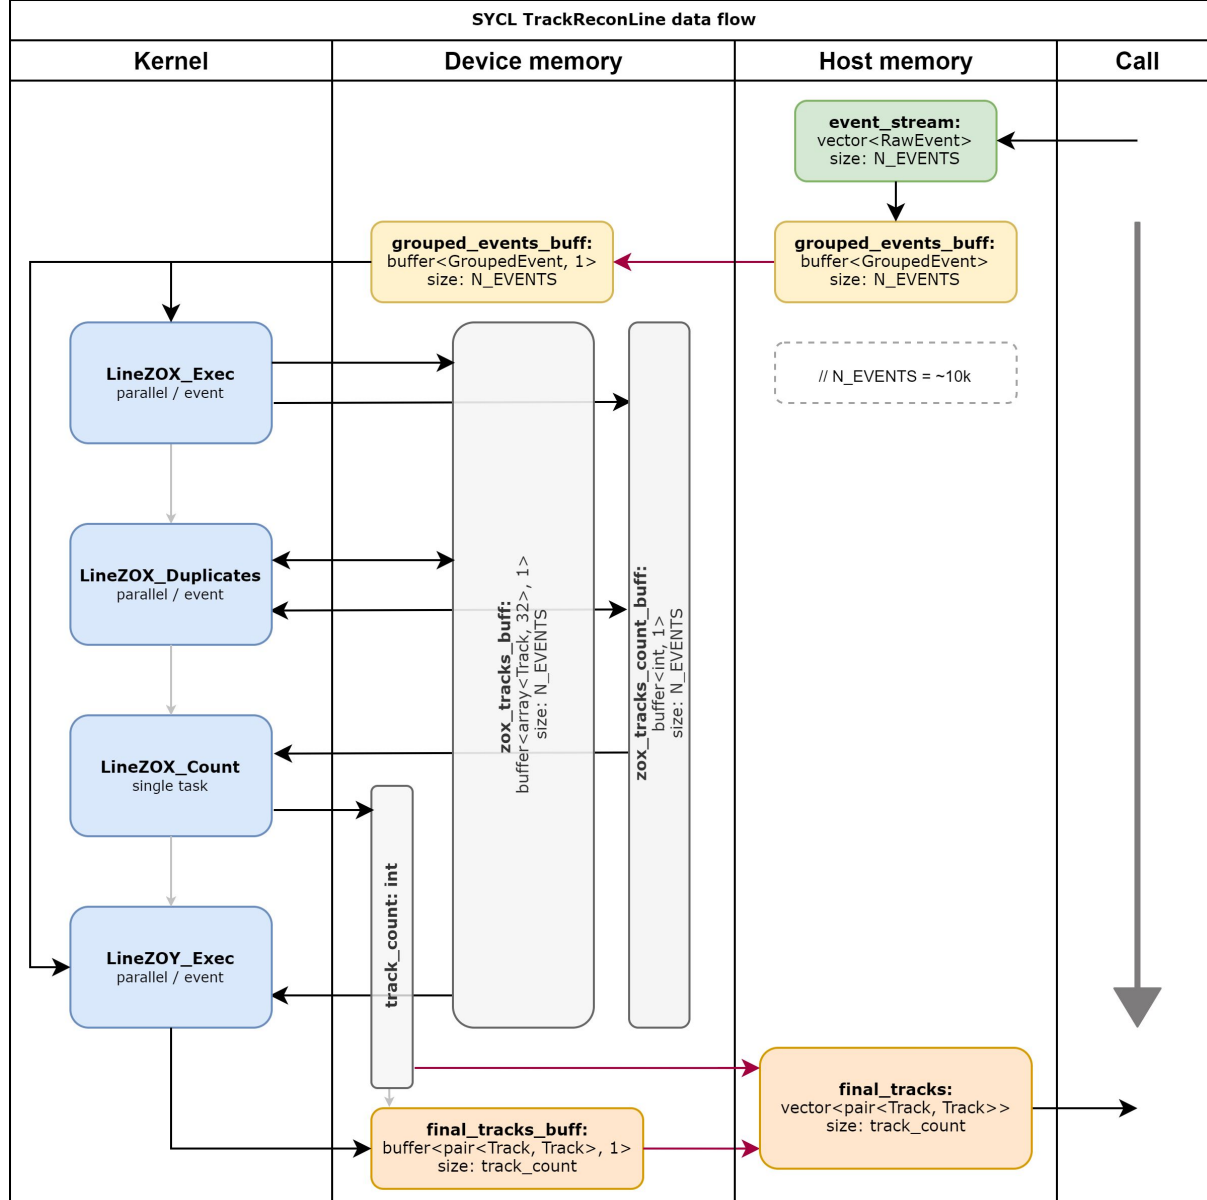 SYCL TrackReconLine data flow
Kernel
Device memory
Host memory
Call
event_stream:
vector<RawEvent>
size: N_EVENTS
grouped_events_buff:
buffer<GroupedEvent, 1>
size: N_EVENTS
grouped_events_buff:
buffer<GroupedEvent>
size: N_EVENTS
LineZOX_Exec
parallel / event
// N_EVENTS = ~10k
LineZOX_Duplicates
parallel / event
zox_tracks_buff:
buffer<array<Track, 32>, 1>
size: N_EVENTS
zox_tracks_count_buff:
buffer<int, 1>
size: N_EVENTS
LineZOX_Count
single task
track_count: int
LineZOY_Exec
parallel / event
final_tracks:
vector<pair<Track, Track>>
size: track_count
final_tracks_buff:
buffer<pair<Track, Track>, 1>
size: track_count